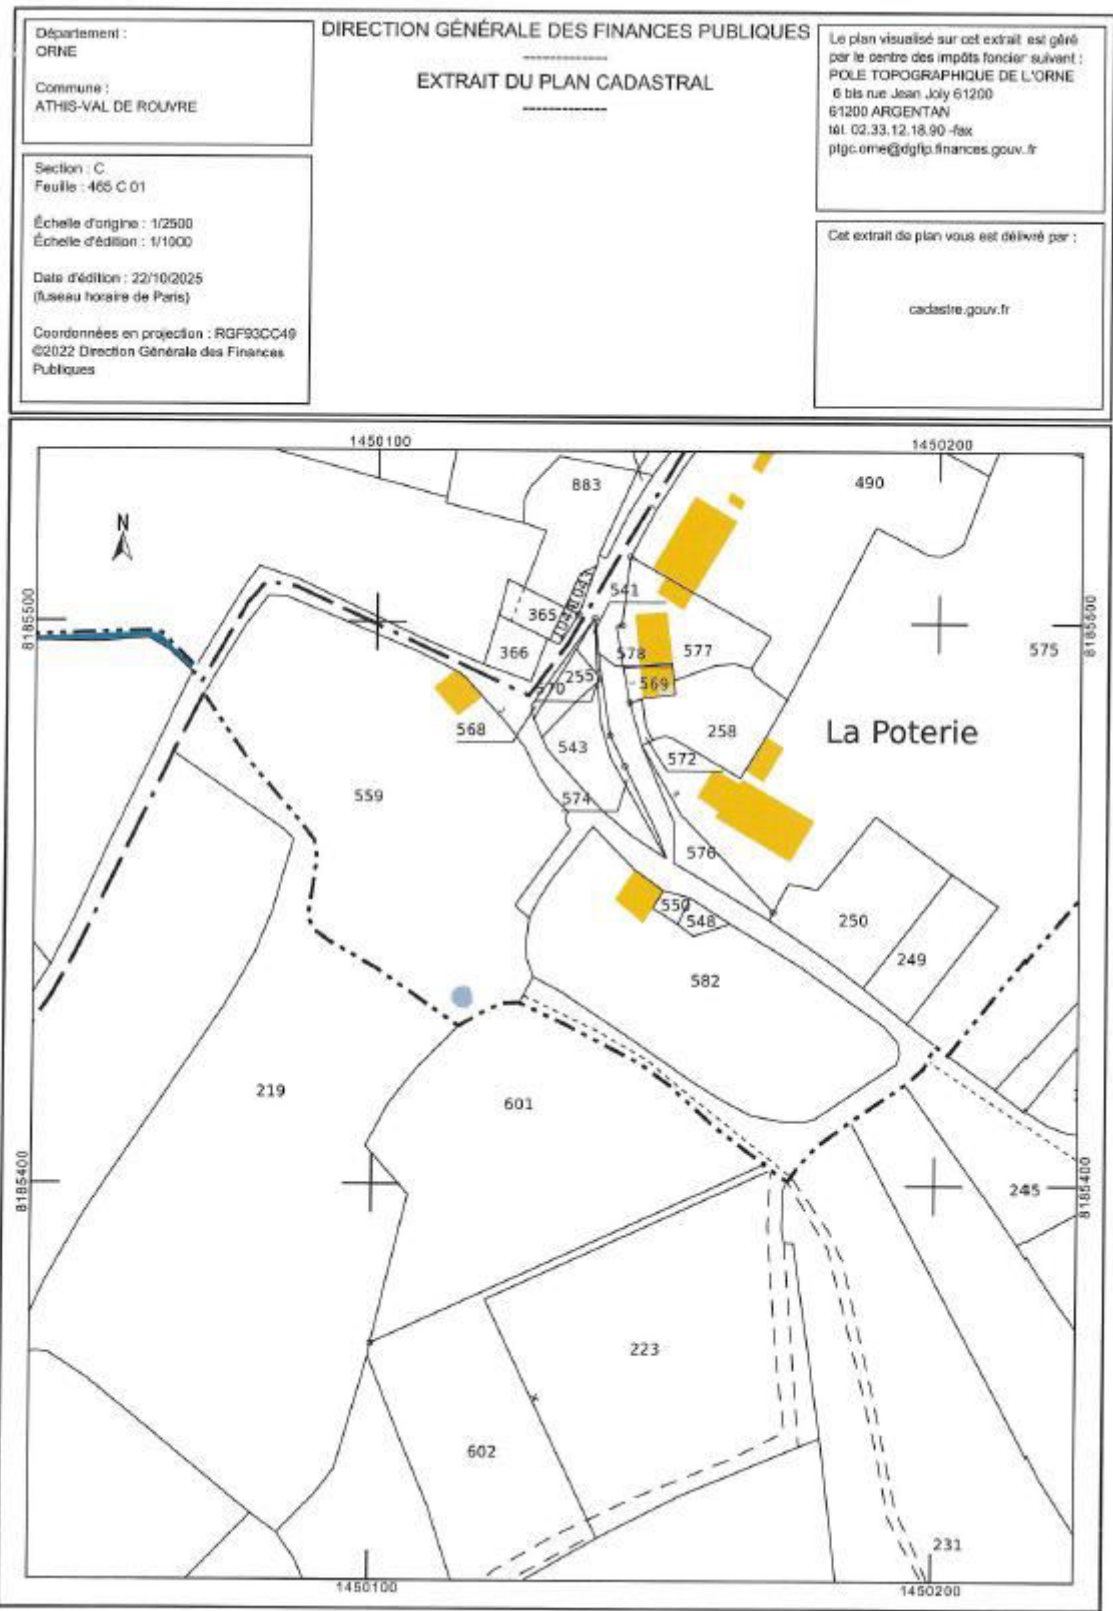 Département :
ORNE
Commune :
ATHIS-VAL DE ROUVRE
Section : C
Feuille : 465 C 01
Échelle d'origine : 1/2500
Échelle d'édition : 1/1000
Date d'édition : 22/10/2025
(fuseau horaire de Paris)
Coordonnées en projection : RGF93CC49
©2022 Direction Générale des Finances
Publiques
DIRECTION GÉNÉRALE DES FINANCES PUBLIQUES
-------------------
EXTRAIT DU PLAN CADASTRAL
-------------------
Le plan visualisé sur cet extrait est géré
par le centre des impôts foncier suivant :
POLE TOPOGRAPHIQUE DE L'ORNE
6 bis rue Jean Joly 61200
61200 ARGENTAN
tél. 02.33.12.18.90 -fax
ptgc.orne@dgfip.finances.gouv.fr
Cet extrait de plan vous est délivré par :
cadastre.gouv.fr
1450100
1450200
883
490
N
1043
541
365
1044
8185500
8185500
366
578
577
575
255
569
570
568
258
La Poterie
543
572
559
574
576
550
548
250
249
582
219
601
8185400
8185400
245
223
602
231
1450100
1450200